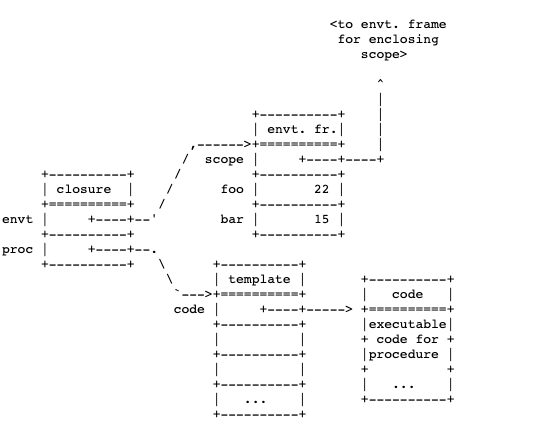 <to envt. frame
for enclosing
scope>
envt. fr.
scope
closure
foo 22
envt
bar 15
proc
template
code
code
executable
code for
procedure
...
...